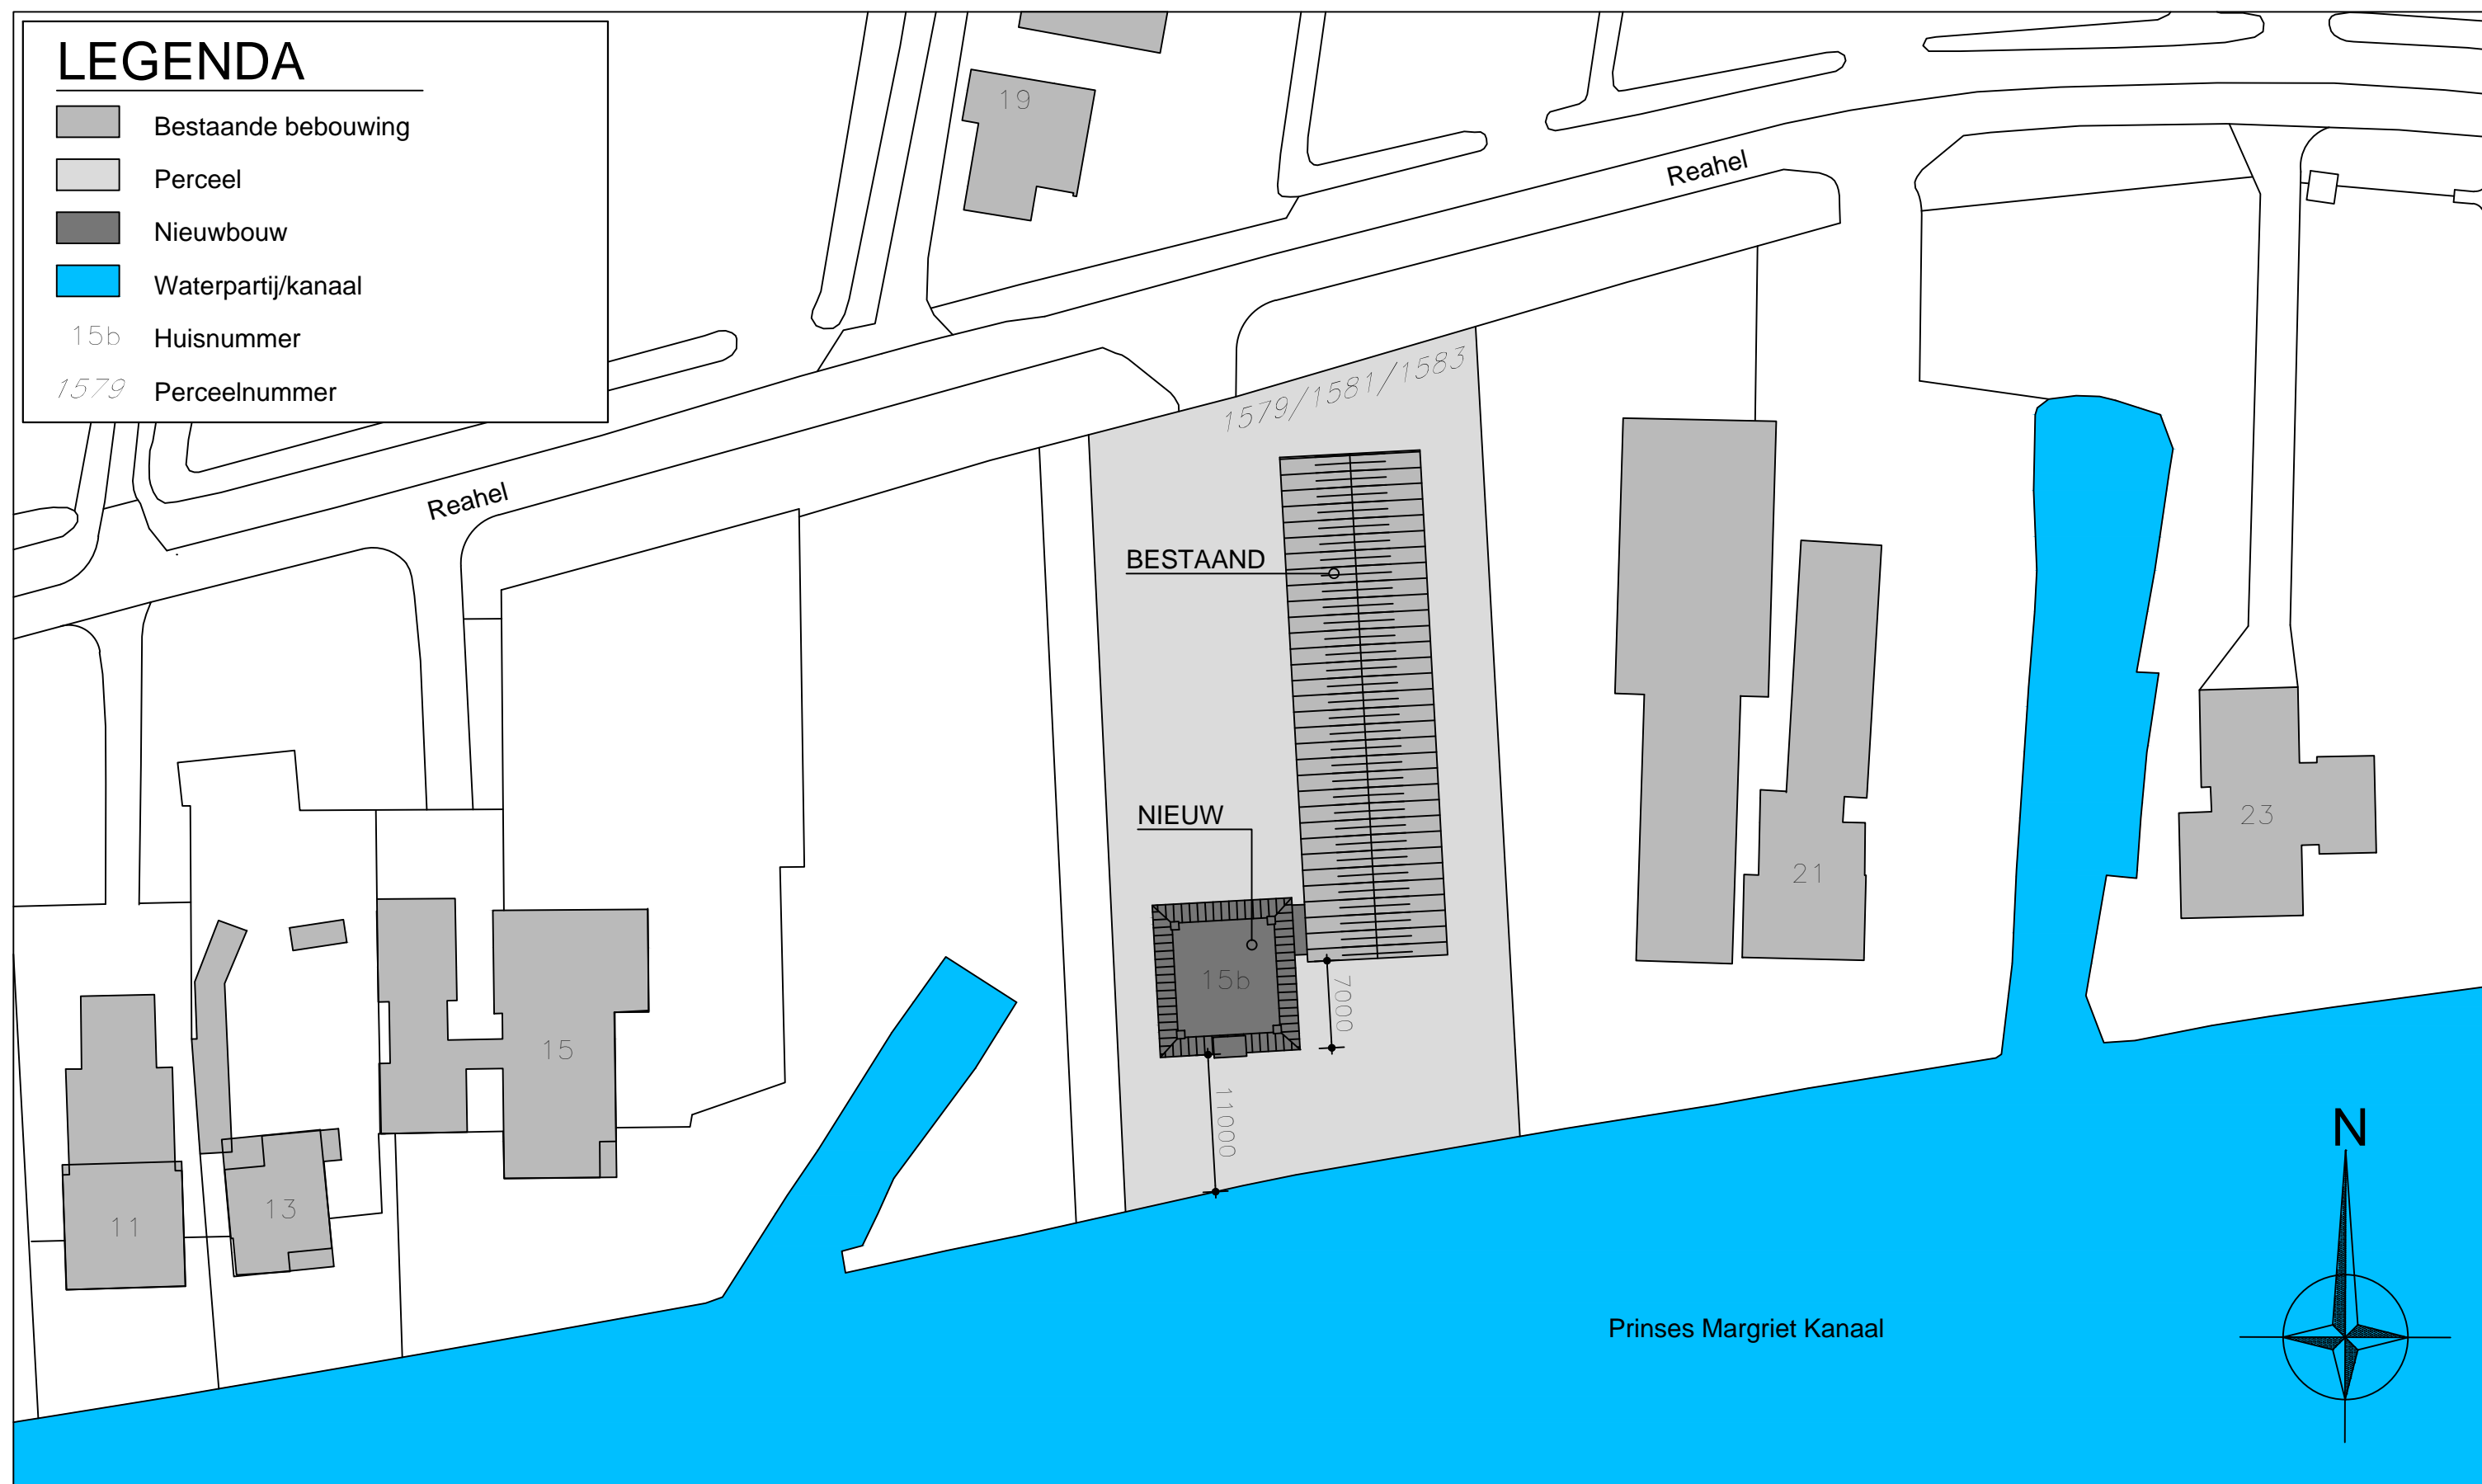 LEGENDA
Bestaande bebouwing
Perceel
Nieuwbouw
Waterpartij/kanaal
15b Huisnummer
1579 Perceelnummer
19
Reahel
1579/1581/1583
Reahel
BESTAAND
NIEUW
23
21
15b
7000
15
11000
13
11
N
Prinses Margriet Kanaal